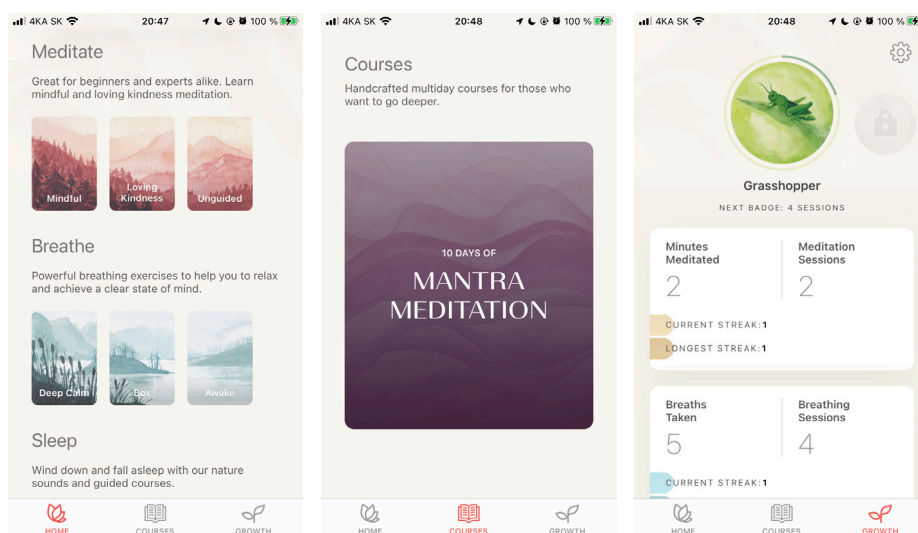 4KA SK 20:47 100 %
Meditate
Great for beginners and experts alike. Learn
mindful and loving kindness meditation.
Mindful
Loving
Kindness
Unguided
Breathe
Powerful breathing exercises to help you to relax
and achieve a clear state of mind.
Deep Calm
Box
Awake
Sleep
Wind down and fall asleep with our nature
sounds and guided courses.
HOME COURSES GROWTH
4KA SK 20:48 100 %
Courses
Handcrafted multiday courses for those who
want to go deeper.
10 DAYS OF
MANTRA
MEDITATION
HOME COURSES GROWTH
4KA SK 20:48 100 %
Grasshopper
NEXT BADGE: 4 SESSIONS
Minutes
Meditated
2
Meditation
Sessions
2
CURRENT STREAK: 1
LONGEST STREAK: 1
Breaths
Taken
5
Breathing
Sessions
4
CURRENT STREAK: 1
HOME COURSES GROWTH